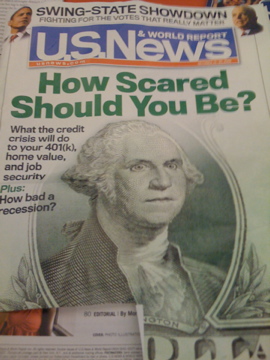 SWING-STATE SHOWDOWN
FIGHTING FOR THE VOTES THAT REALLY MATTER
U.S. News
& WORLD REPORT
How Scared
Should You Be?
What the credit
crisis will do
to your 401(k),
home value,
and job
security
Plus:
How bad a
recession?
EDITORIAL